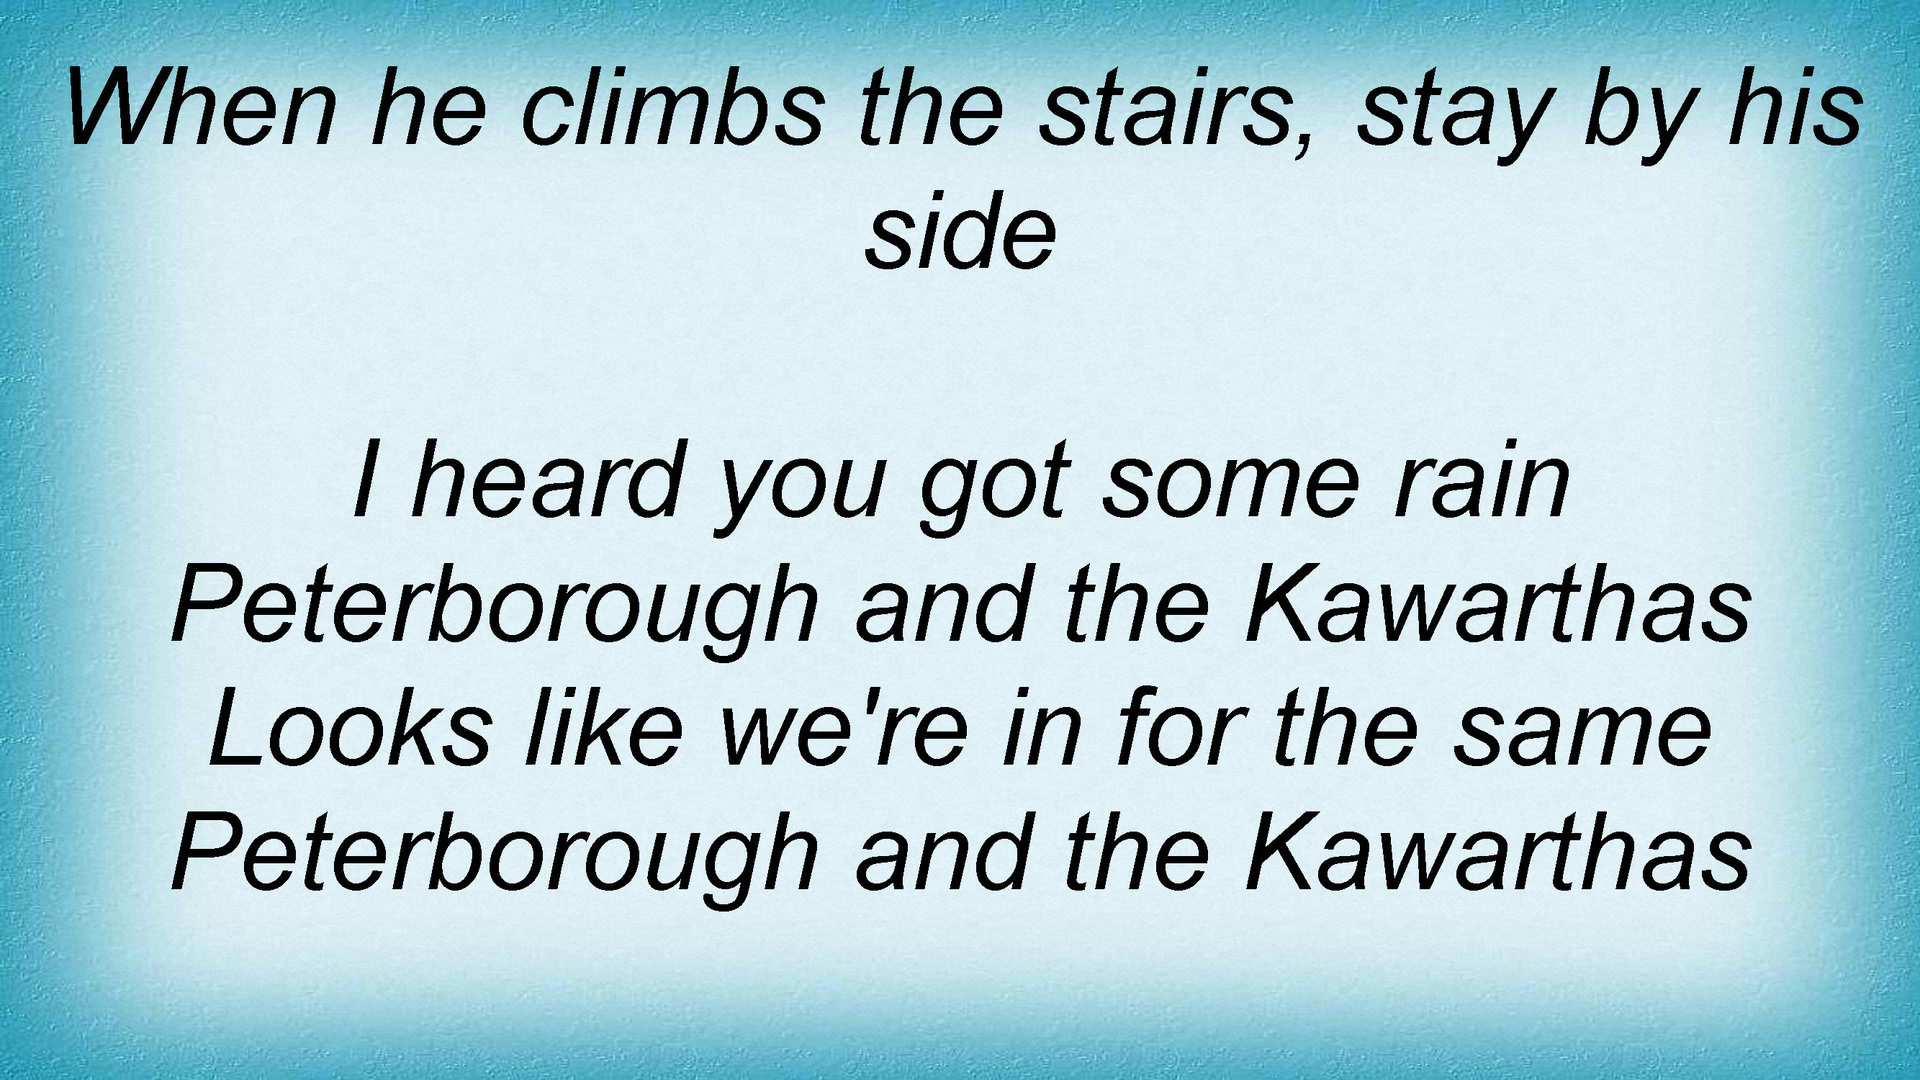 When he climbs the stairs, stay by his
side
I heard you got some rain
Peterborough and the Kawarthas
Looks like we're in for the same
Peterborough and the Kawarthas